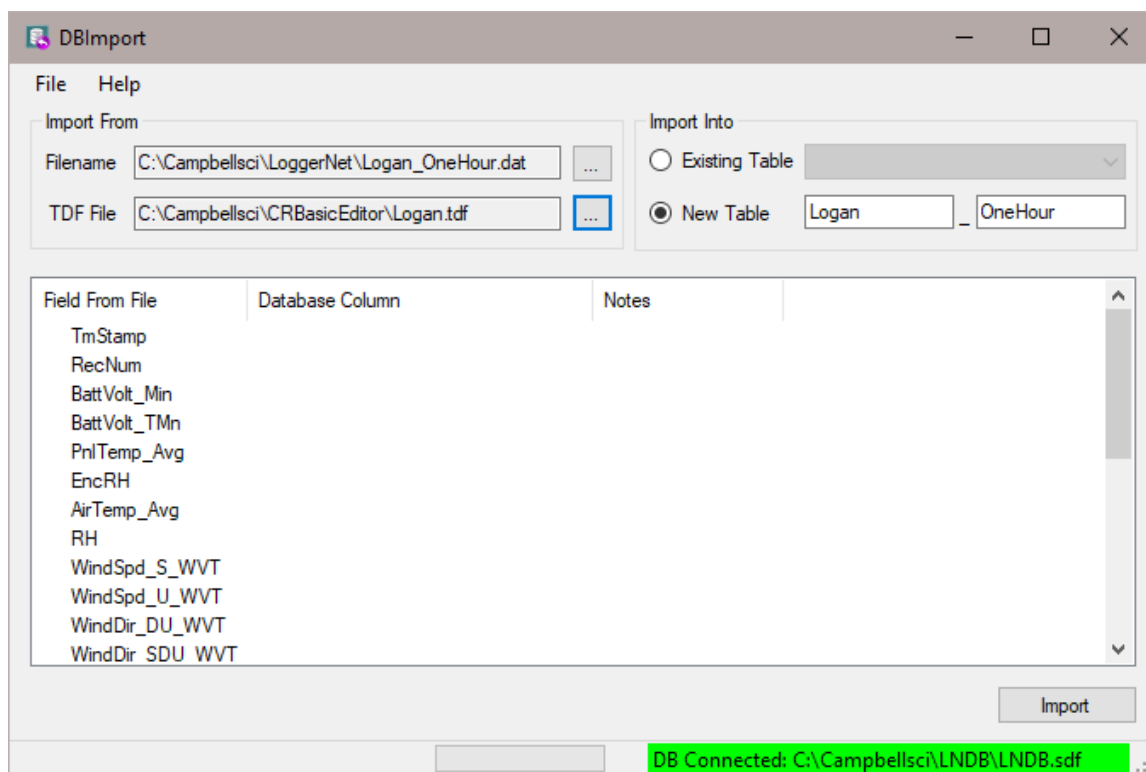 DBImport
File Help
Import From
Filename C:\Campbellsci\LoggerNet\Logan_OneHour.dat ...
TDF File C:\Campbellsci\CRBasicEditor\Logan.tdf ...
Import Into
Existing Table
New Table Logan _ OneHour
Field From File Database Column Notes
TmStamp
RecNum
BattVolt_Min
BattVolt_TMn
PnlTemp_Avg
EncRH
AirTemp_Avg
RH
WindSpd_S_WVT
WindSpd_U_WVT
WindDir_DU_WVT
WindDir_SDU_WVT
Import
DB Connected: C:\Campbellsci\LNDB\LNDB.sdf